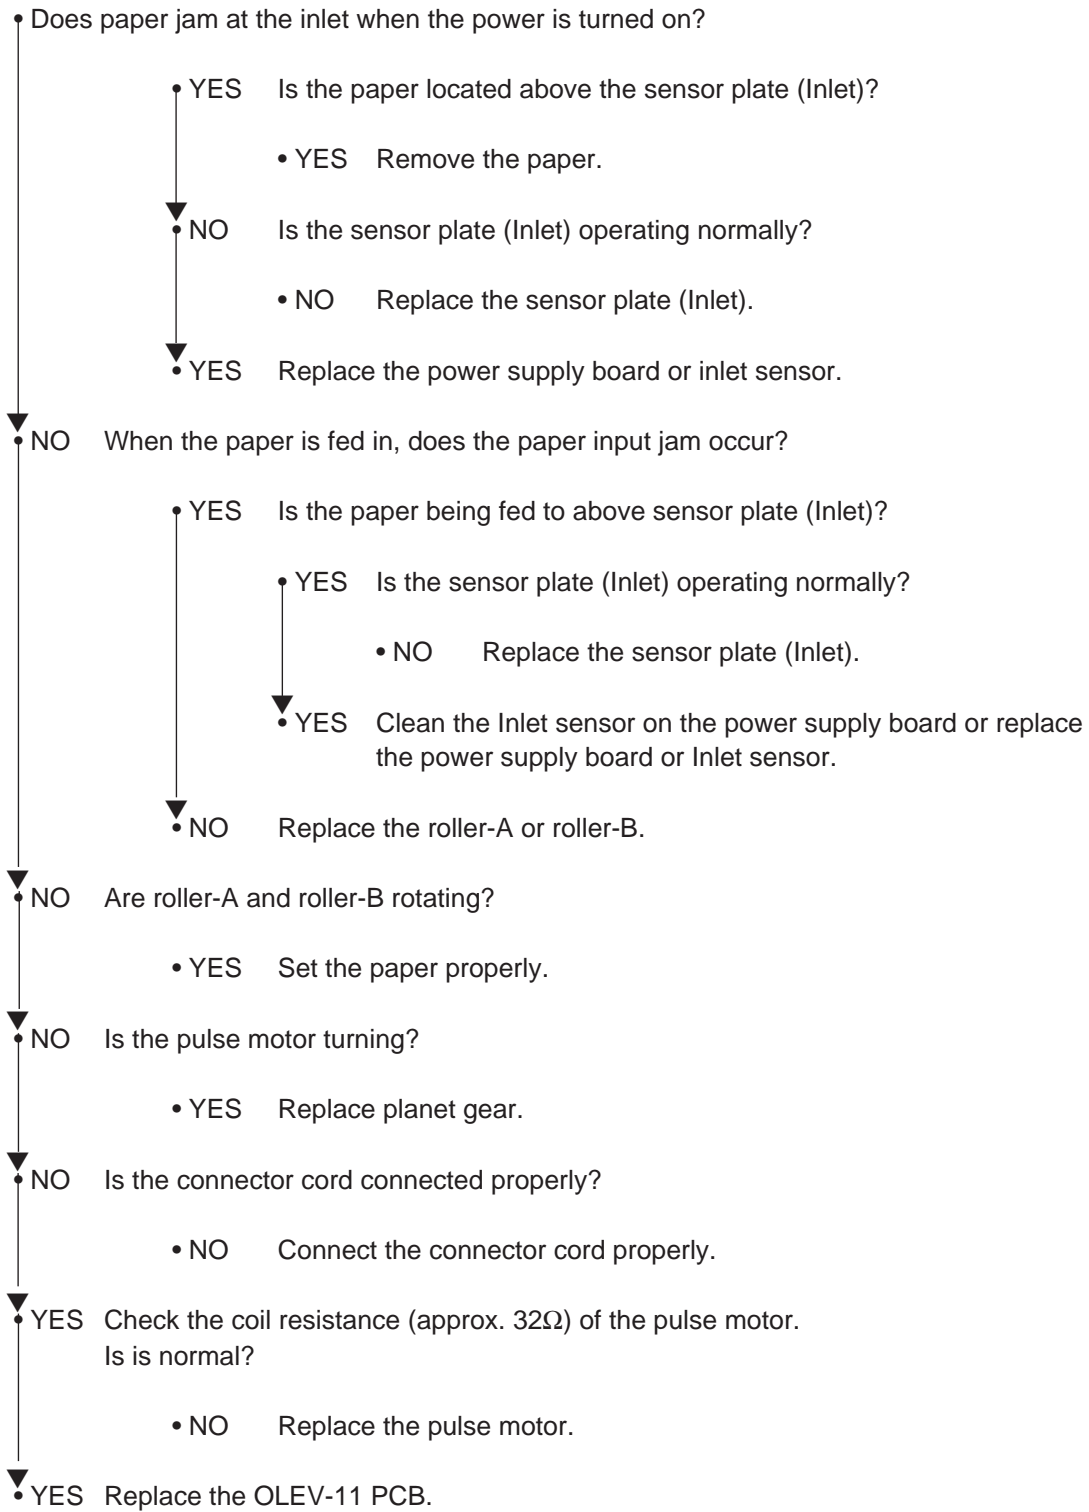 • Does paper jam at the inlet when the power is turned on?
• YES Is the paper located above the sensor plate (Inlet)?
• YES Remove the paper.
• NO Is the sensor plate (Inlet) operating normally?
• NO Replace the sensor plate (Inlet).
• YES Replace the power supply board or inlet sensor.
• NO When the paper is fed in, does the paper input jam occur?
• YES Is the paper being fed to above sensor plate (Inlet)?
• YES Is the sensor plate (Inlet) operating normally?
• NO Replace the sensor plate (Inlet).
• YES Clean the Inlet sensor on the power supply board or replace
the power supply board or Inlet sensor.
• NO Replace the roller-A or roller-B.
• NO Are roller-A and roller-B rotating?
• YES Set the paper properly.
• NO Is the pulse motor turning?
• YES Replace planet gear.
• NO Is the connector cord connected properly?
• NO Connect the connector cord properly.
• YES Check the coil resistance (approx. 32Ω) of the pulse motor.
Is is normal?
• NO Replace the pulse motor.
• YES Replace the OLEV-11 PCB.